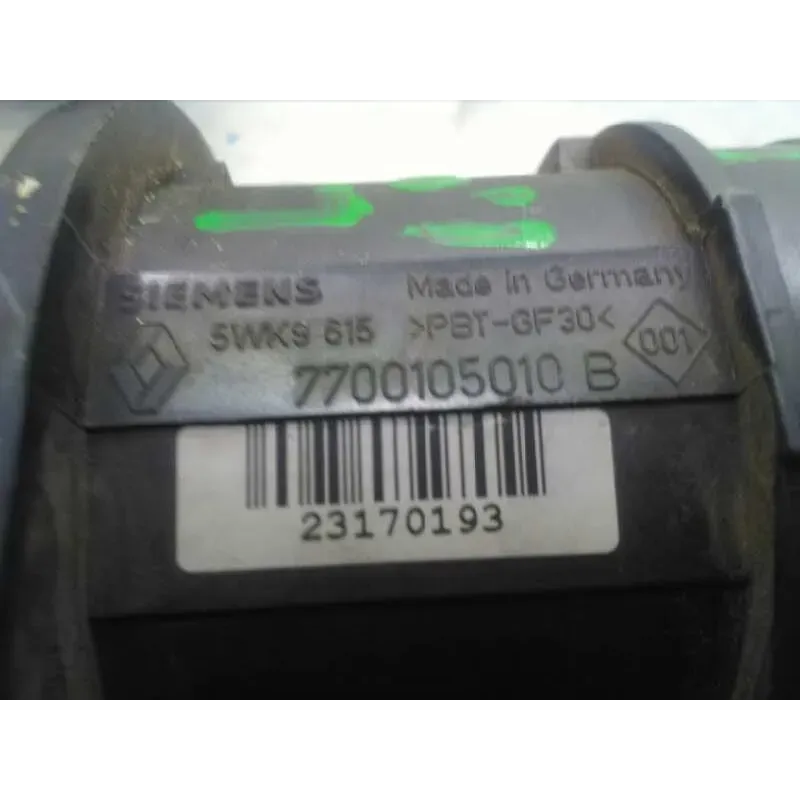 SIEMENS Made in Germany
5WK9 615 >PBT-GF30< 001
7700105010 B
23170193